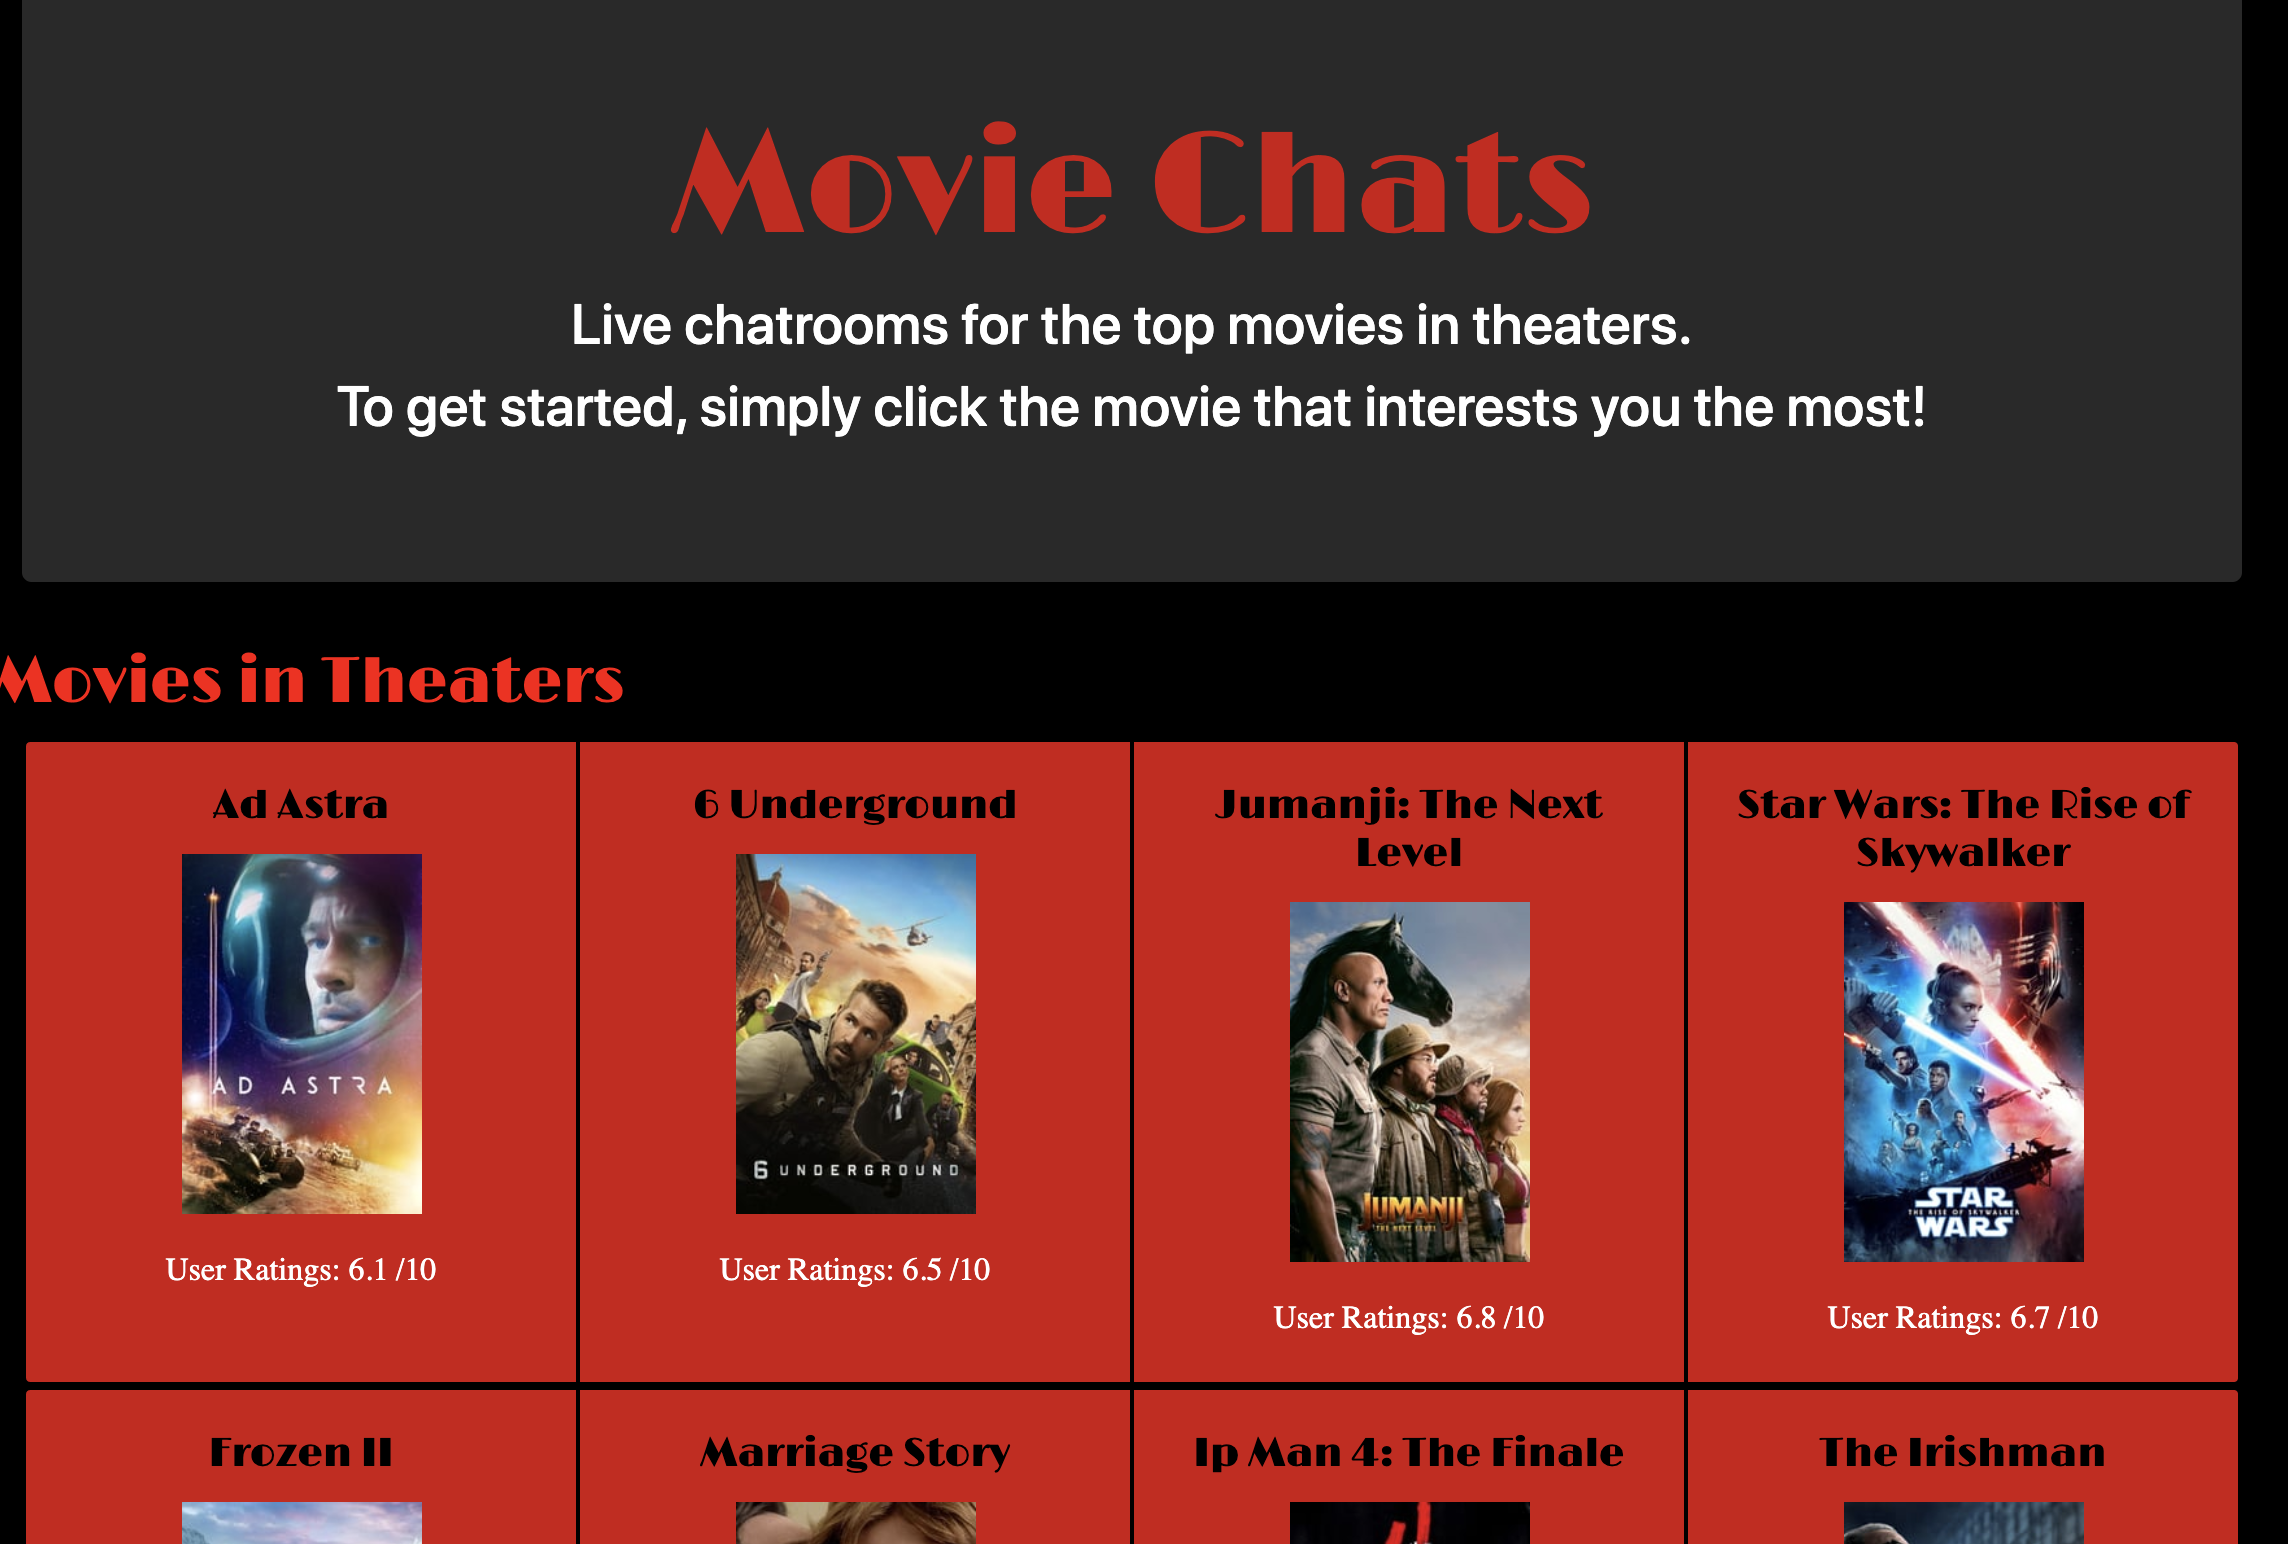 Movie Chats
Live chatrooms for the top movies in theaters.
To get started, simply click the movie that interests you the most!
Movies in Theaters
Ad Astra
AD ASTRA
User Ratings: 6.1 /10
6 Underground
6 UNDERGROUND
User Ratings: 6.5 /10
Jumanji: The Next
Level
JUMANJI
THE NEXT LEVEL
User Ratings: 6.8 /10
Star Wars: The Rise of
Skywalker
STAR
THE RISE OF SKYWALKER
WARS
User Ratings: 6.7 /10
Frozen II
Marriage Story
Ip Man 4: The Finale
The Irishman